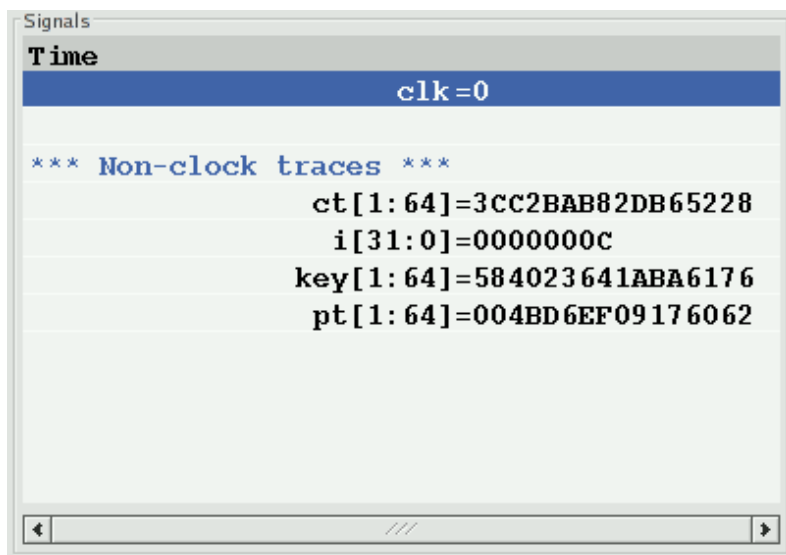 Signals
Time
clk=0
*** Non-clock traces ***
ct[1:64]=3CC2BAB82DB65228
i[31:0]=0000000C
key[1:64]=584023641ABA6176
pt[1:64]=004BD6EF09176062